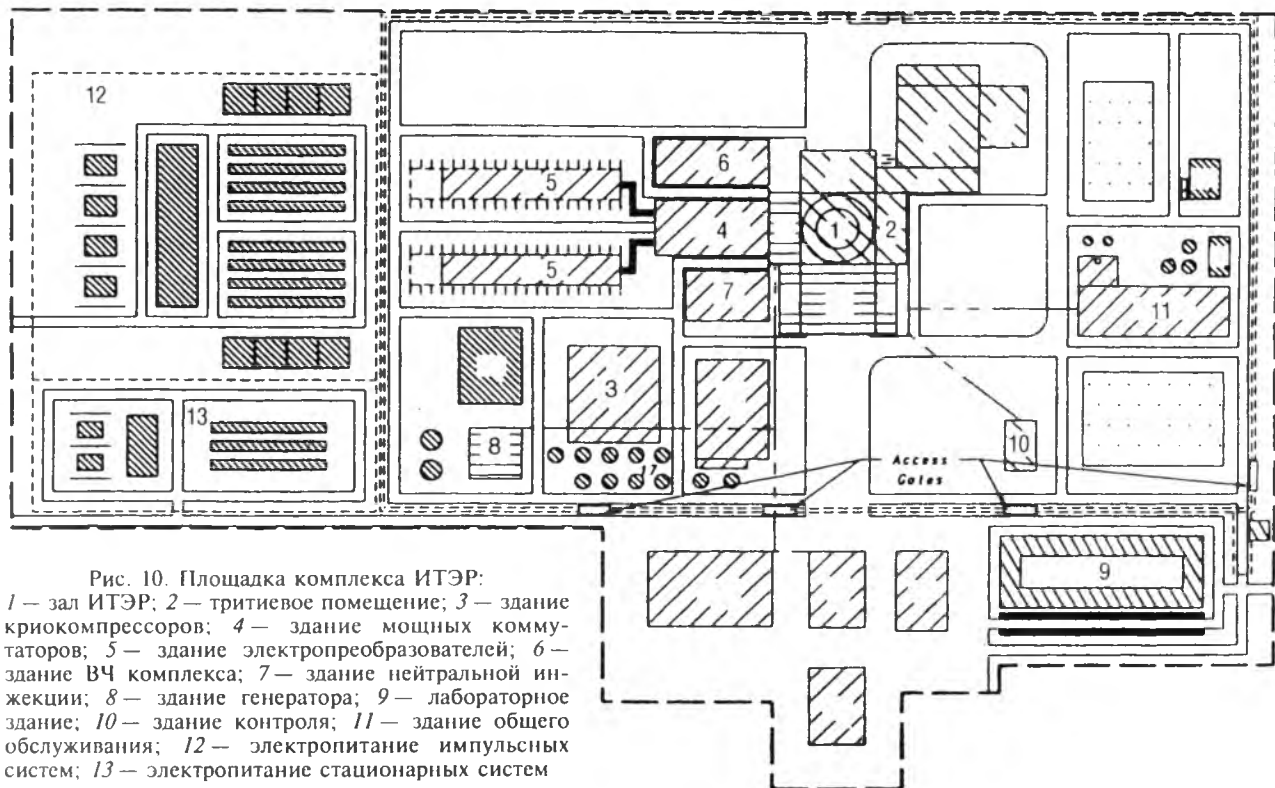 12
6
5
4
1
2
5
7
11
3
13
8
17
10
Access
Gates
9
Рис. 10. Площадка комплекса ИТЭР:
1 — зал ИТЭР; 2 — тритиевое помещение; 3 — здание
криокомпрессоров; 4 — здание мощных комму-
таторов; 5 — здание электропреобразователей; 6 —
здание ВЧ комплекса; 7 — здание нейтральной ин-
жекции; 8 — здание генератора; 9 — лабораторное
здание; 10 — здание контроля; 11 — здание общего
обслуживания; 12 — электропитание импульсных
систем; 13 — электропитание стационарных систем